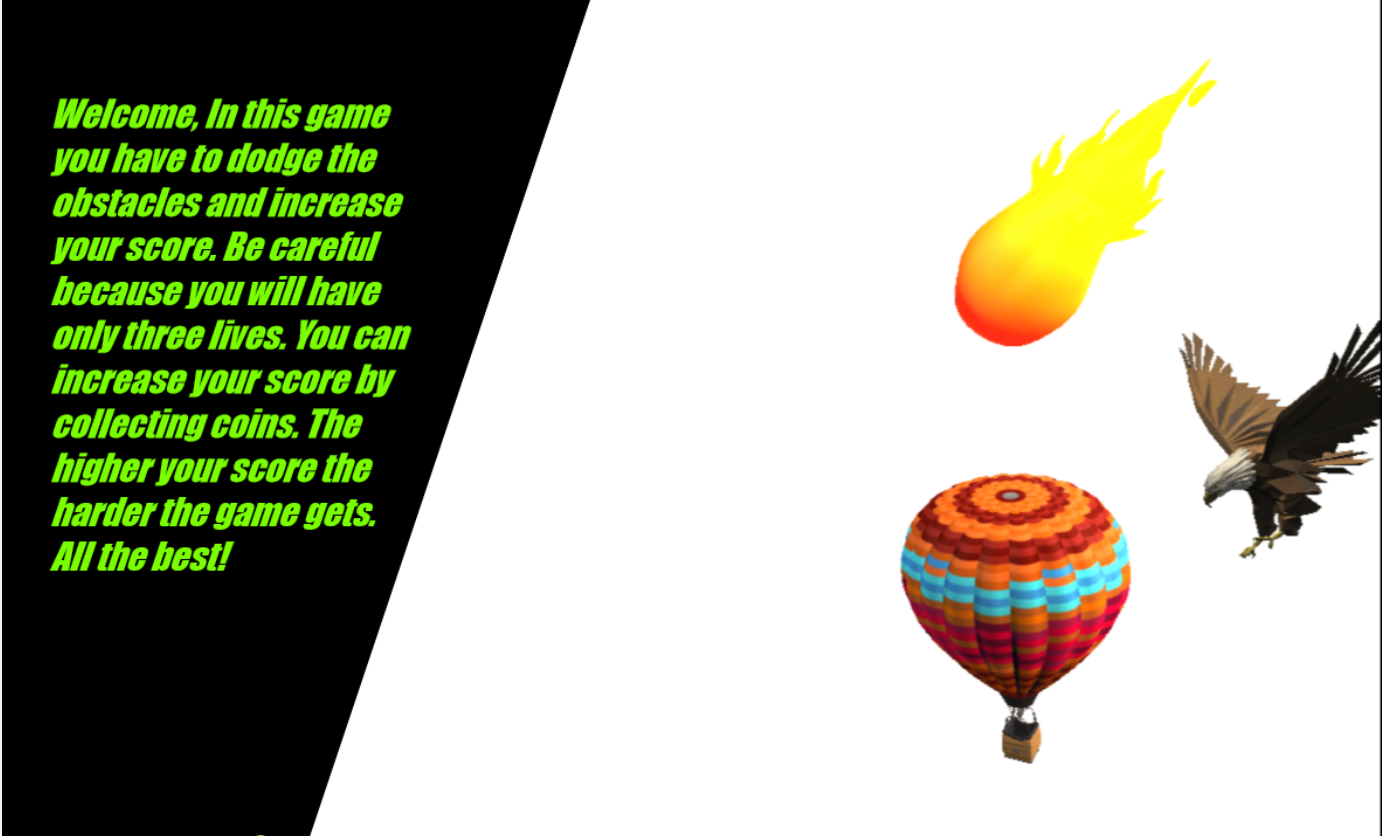 Welcome, In this game
you have to dodge the
obstacles and increase
your score. Be careful
because you will have
only three lives. You can
increase your score by
collecting coins. The
higher your score the
harder the game gets.
All the best!